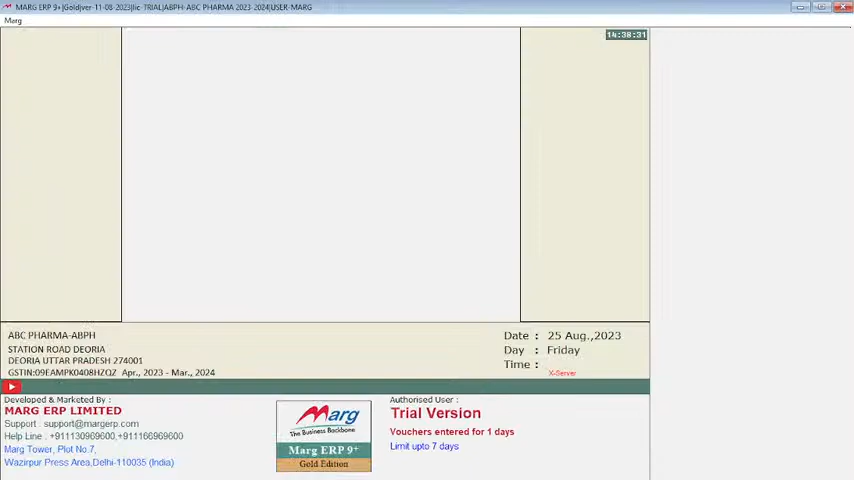 MARG ERP 9+|Gold|ver-11-08-2023|lic-TRIAL|ABPH-ABC PHARMA 2023-2024|USER-MARG
Marg
14:38:31
ABC PHARMA-ABPH
STATION ROAD DEORIA
DEORIA UTTAR PRADESH 274001
GSTIN:09EAMPK0408HZQZ Apr., 2023 - Mar., 2024
Date : 25 Aug.,2023
Day : Friday
Time :
X-Server
Developed & Marketed By :
MARG ERP LIMITED
Support : support@margerp.com
Help Line . +911130969600,+911166969600
Marg Tower, Plot No.7,
Wazirpur Press Area,Delhi-110035 (India)
Marg
The Business Backbone
Marg ERP 9+
Gold Edition
Authorised User :
Trial Version
Vouchers entered for 1 days
Limit upto 7 days